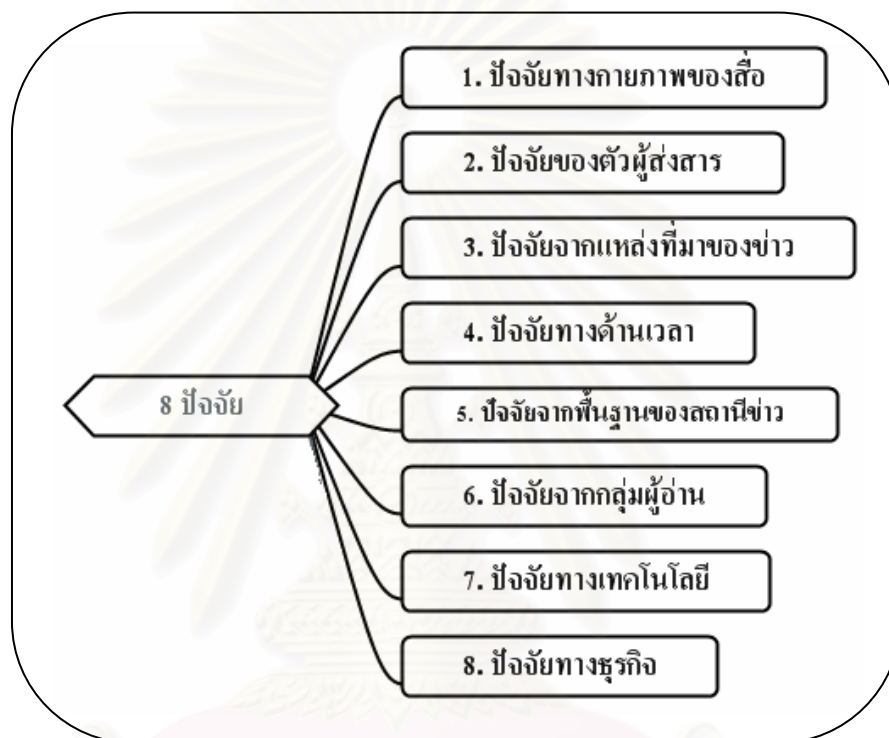 1. ปัจจัยทางกายภาพของสื่อ
2. ปัจจัยของตัวผู้ส่งสาร
3. ปัจจัยจากแหล่งที่มาของข่าว
4. ปัจจัยทางด้านเวลา
8 ปัจจัย
5. ปัจจัยจากพื้นฐานของสถานีข่าว
6. ปัจจัยจากกลุ่มผู้อ่าน
7. ปัจจัยทางเทคโนโลยี
8. ปัจจัยทางธุรกิจ